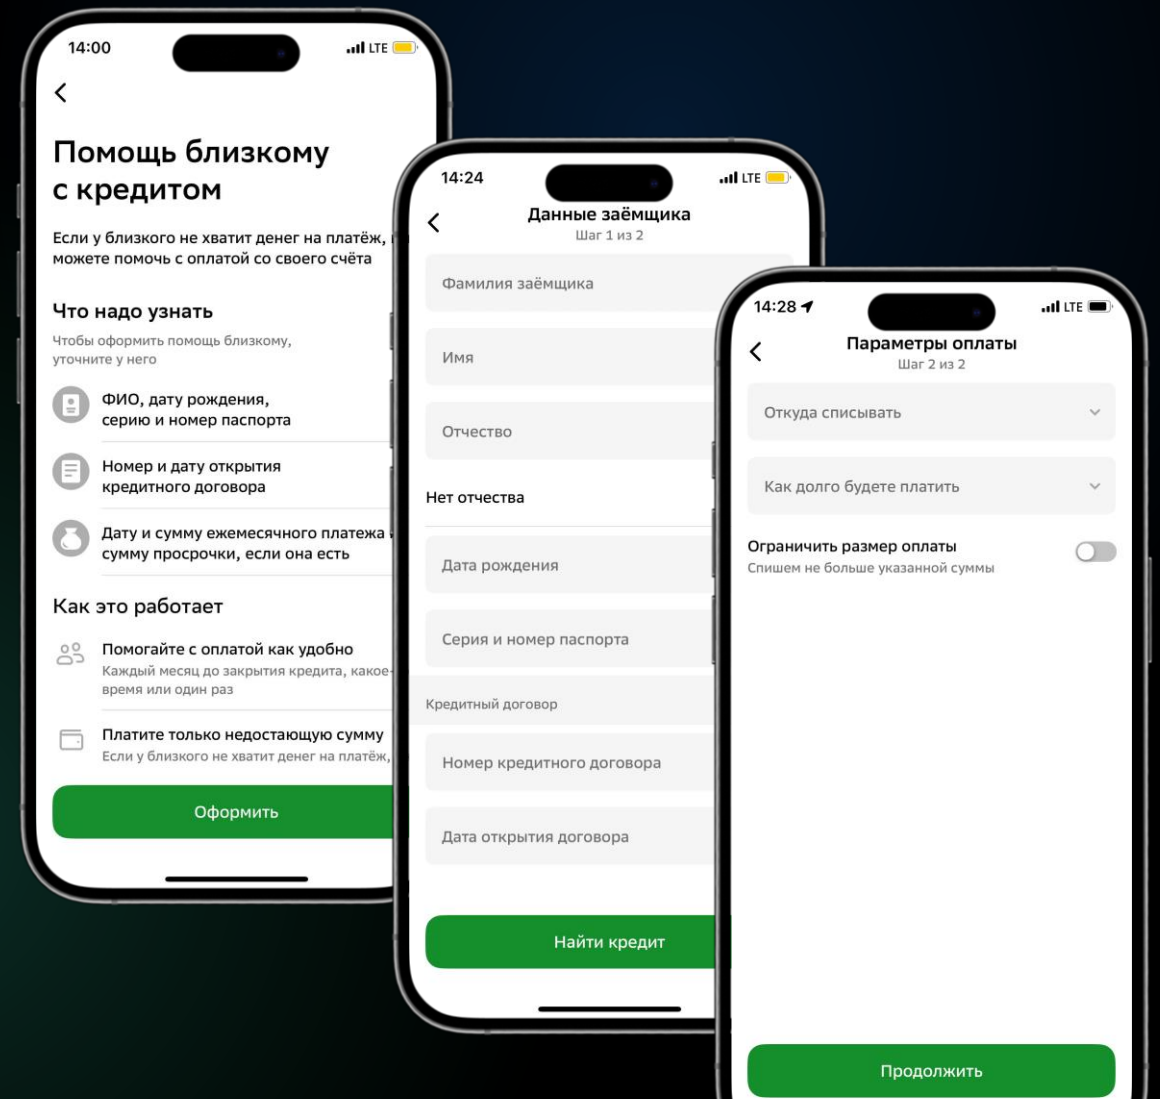 14:00
LTE
Помощь близкому
с кредитом
Если у близкого не хватит денег на платёж,
можете помочь с оплатой со своего счёта
Что надо узнать
Чтобы оформить помощь близкому,
уточните у него
ФИО, дату рождения,
серию и номер паспорта
Номер и дату открытия
кредитного договора
Дату и сумму ежемесячного платежа
сумму просрочки, если она есть
Как это работает
Помогайте с оплатой как удобно
Каждый месяц до закрытия кредита, какое-
время или один раз
Платите только недостающую сумму
Если у близкого не хватит денег на платёж,
Оформить
14:24
LTE
Данные заёмщика
Шаг 1 из 2
Фамилия заёмщика
Имя
Отчество
Нет отчества
Дата рождения
Серия и номер паспорта
Кредитный договор
Номер кредитного договора
Дата открытия договора
Найти кредит
14:28
LTE
Параметры оплаты
Шаг 2 из 2
Откуда списывать
Как долго будете платить
Ограничить размер оплаты
Спишем не больше указанной суммы
Продолжить